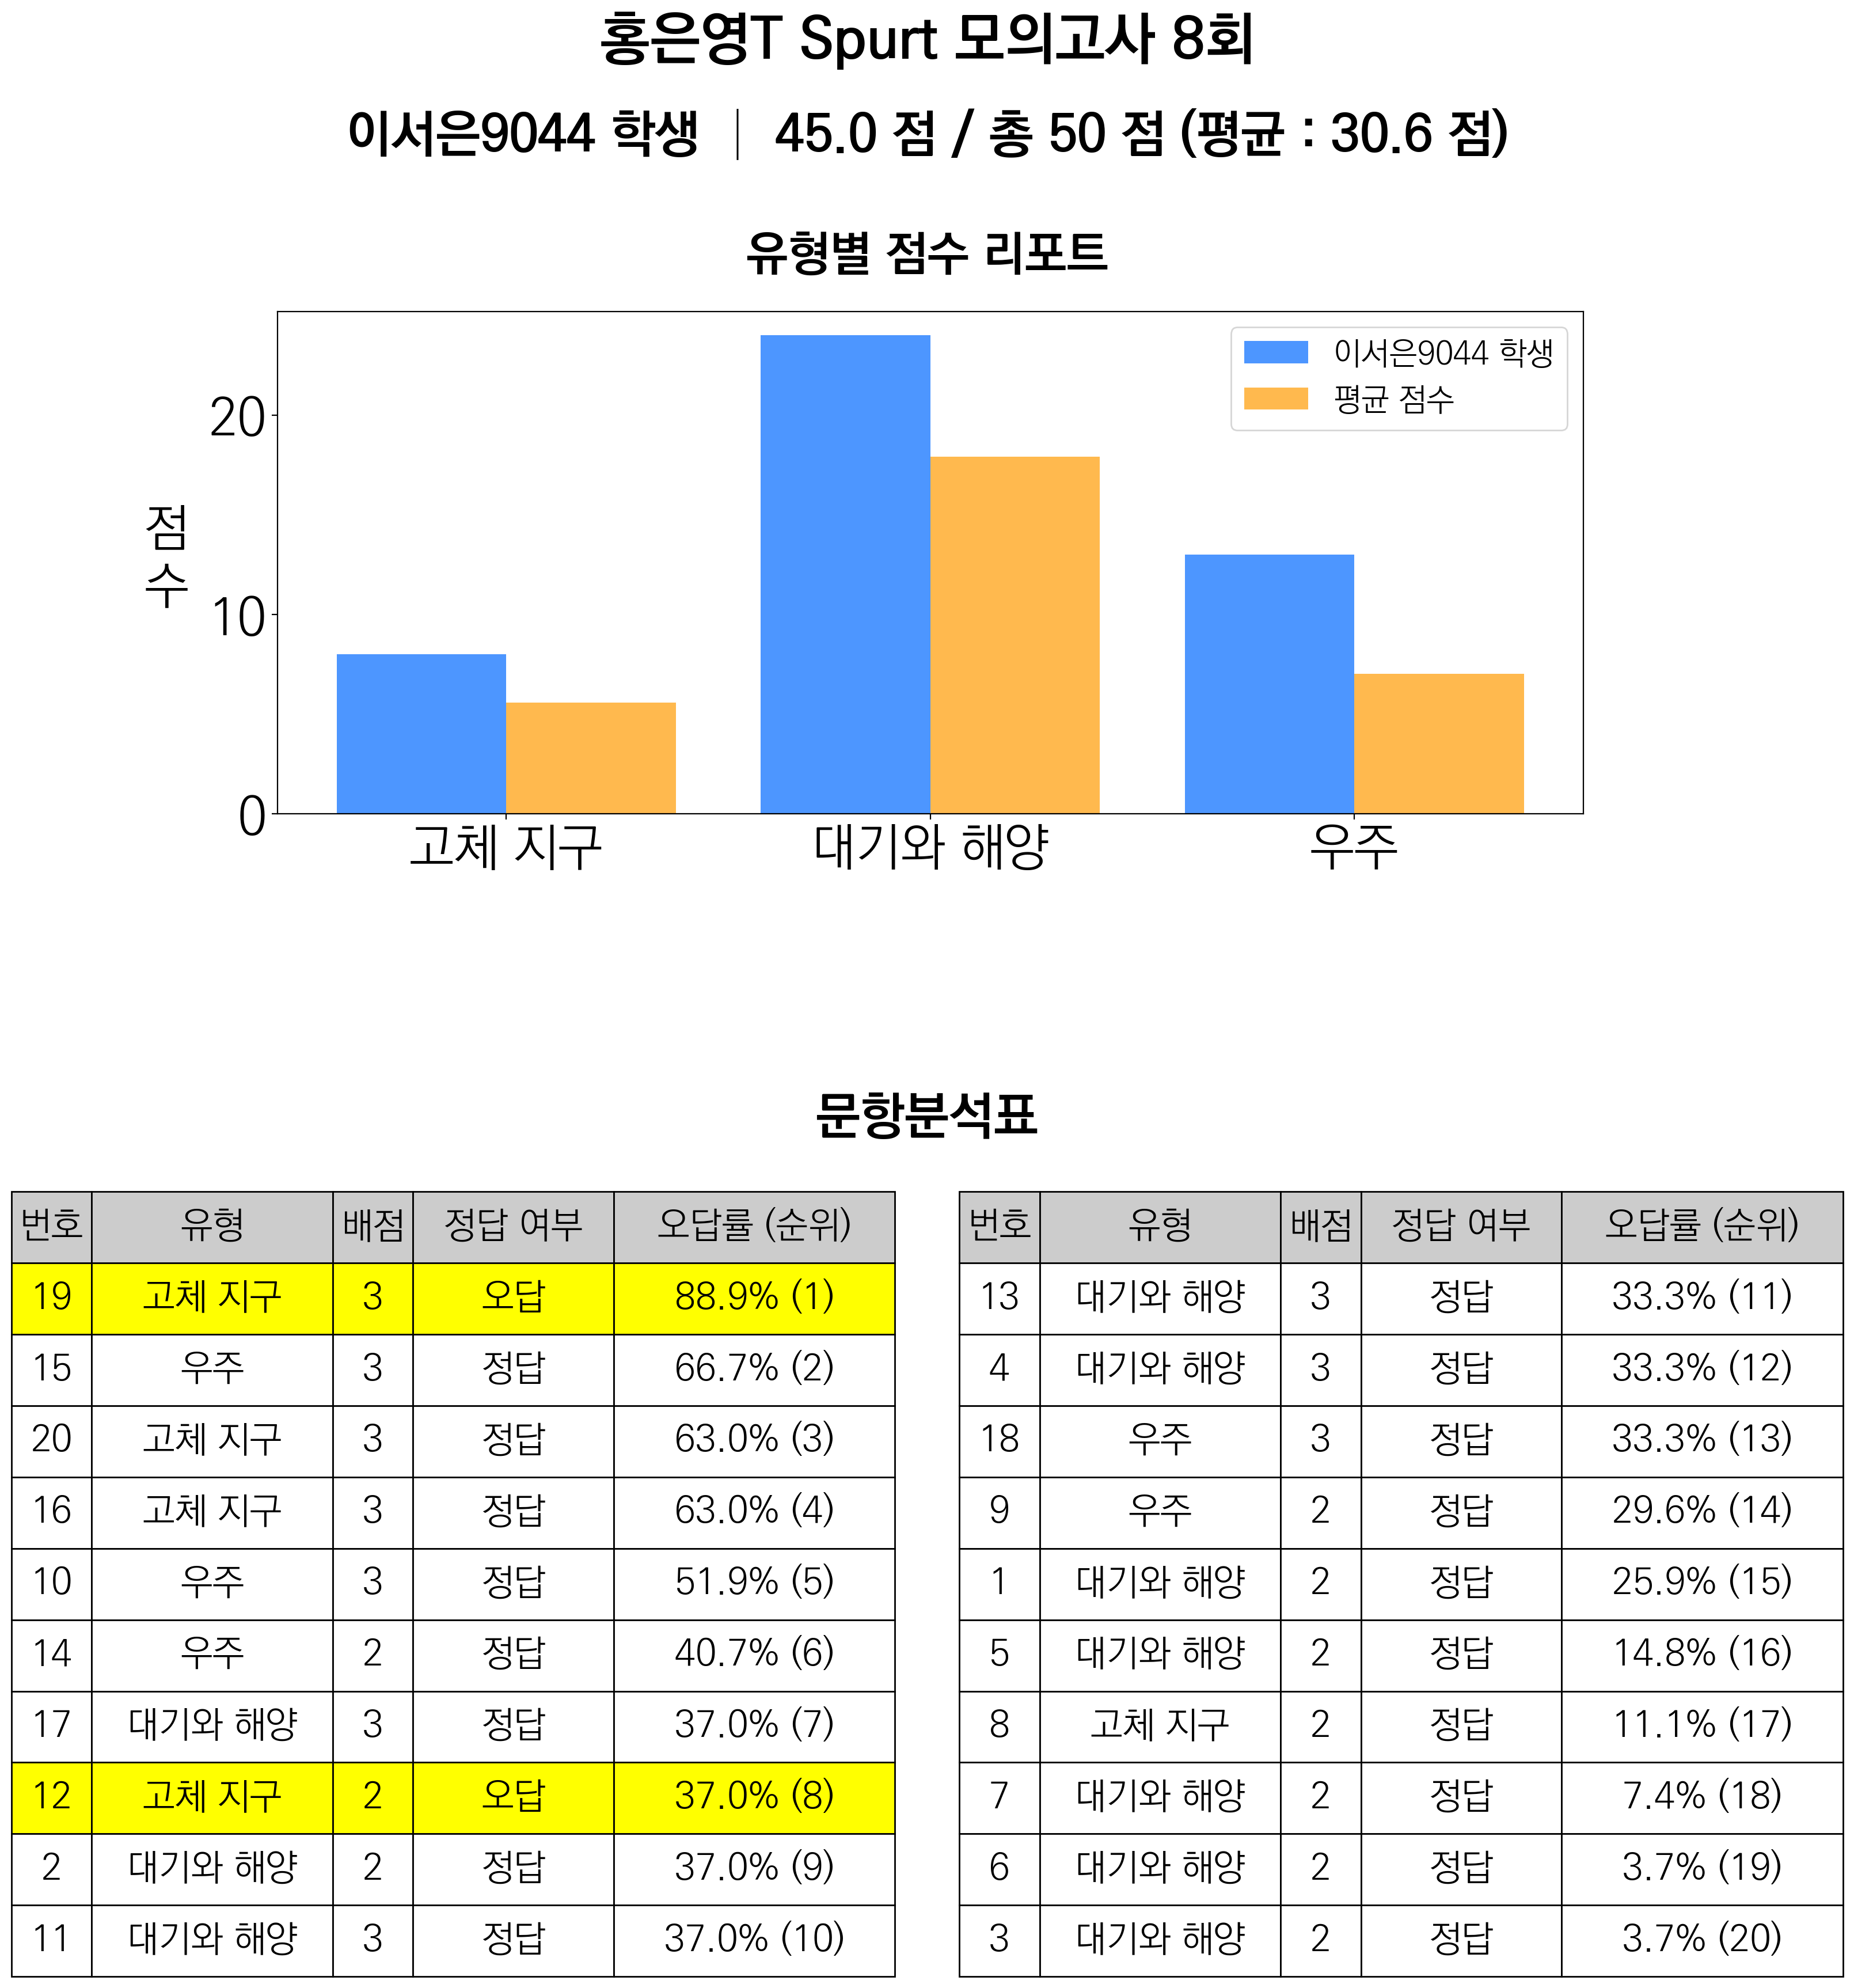 홍은영T Spurt 모의고사 8회
이서은9044 학생 | 45.0 점 / 총 50 점 (평균 : 30.6 점)
유형별 점수 리포트
이서은9044 학생
평균 점수
점
수
20
10
0
고체 지구 대기와 해양 우주
문항분석표
번호 유형 배점 정답 여부 오답률 (순위)
19 고체 지구 3 오답 88.9% (1)
15 우주 3 정답 66.7% (2)
20 고체 지구 3 정답 63.0% (3)
16 고체 지구 3 정답 63.0% (4)
10 우주 3 정답 51.9% (5)
14 우주 2 정답 40.7% (6)
17 대기와 해양 3 정답 37.0% (7)
12 고체 지구 2 오답 37.0% (8)
2 대기와 해양 2 정답 37.0% (9)
11 대기와 해양 3 정답 37.0% (10)
번호 유형 배점 정답 여부 오답률 (순위)
13 대기와 해양 3 정답 33.3% (11)
4 대기와 해양 3 정답 33.3% (12)
18 우주 3 정답 33.3% (13)
9 우주 2 정답 29.6% (14)
1 대기와 해양 2 정답 25.9% (15)
5 대기와 해양 2 정답 14.8% (16)
8 고체 지구 2 정답 11.1% (17)
7 대기와 해양 2 정답 7.4% (18)
6 대기와 해양 2 정답 3.7% (19)
3 대기와 해양 2 정답 3.7% (20)